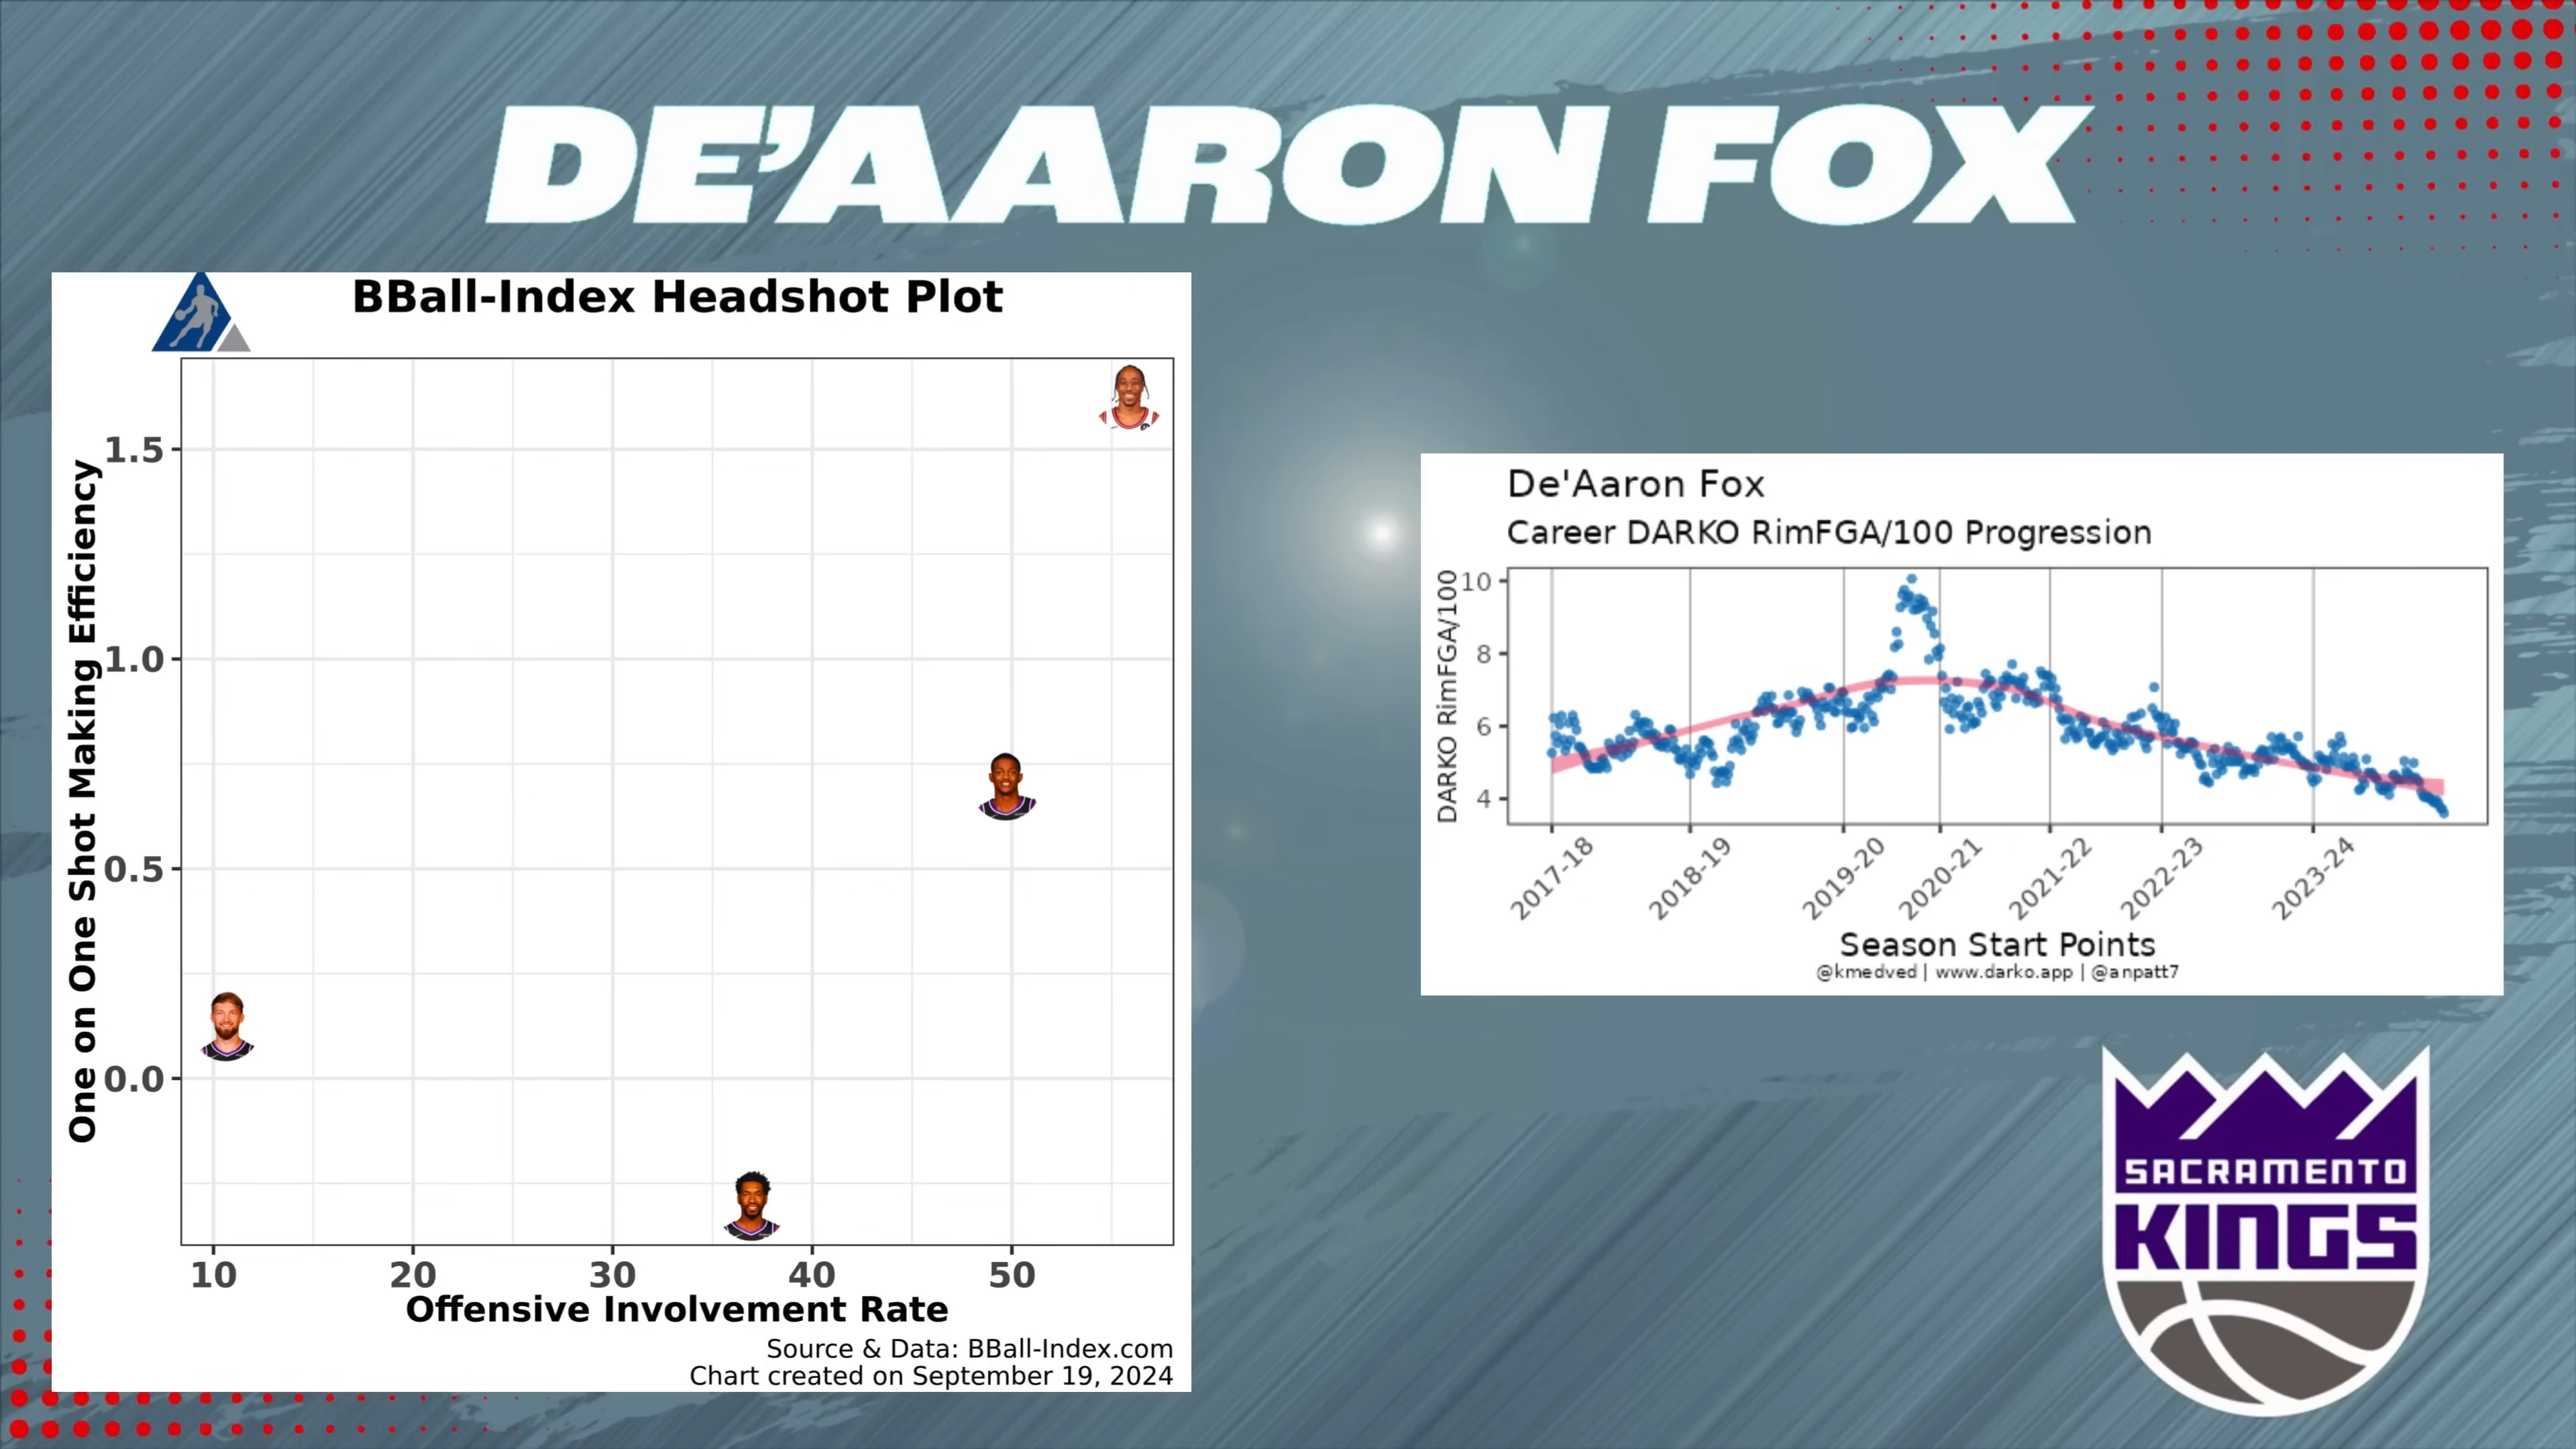 DE'AARON FOX
BBall-Index Headshot Plot
One on One Shot Making Efficiency
1.5
1.0
0.5
0.0
10 20 30 40 50
Offensive Involvement Rate
Source & Data: BBall-Index.com
Chart created on September 19, 2024
De'Aaron Fox
Career DARKO RimFGA/100 Progression
DARKO RimFGA/100
10
8
6
4
2017-18 2018-19 2019-20 2020-21 2021-22 2022-23 2023-24
Season Start Points
@kmedved | www.darko.app | @anpatt7
SACRAMENTO
KINGS